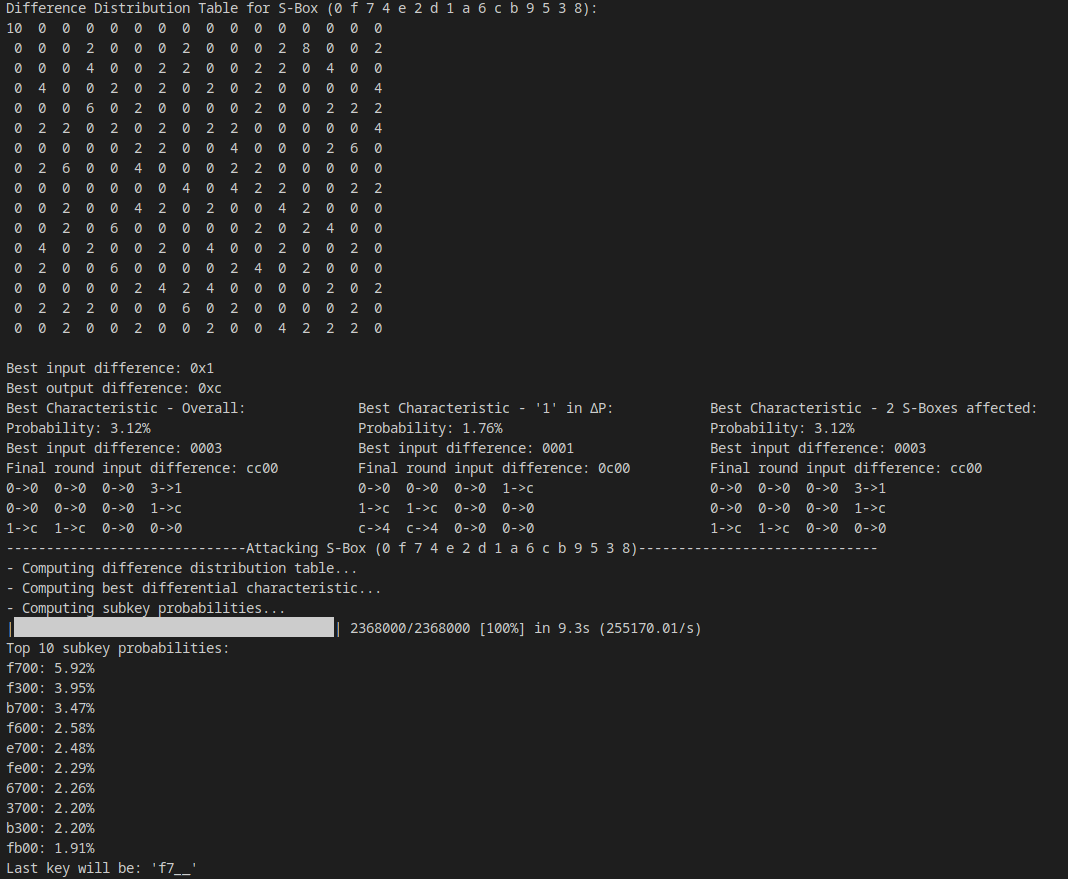 Difference Distribution Table for S-Box (0 f 7 4 e 2 d 1 a 6 c b 9 5 3 8):
10  0  0  0  0  0  0  0  0  0  0  0  0  0  0  0
 0  0  0  2  0  0  0  2  0  0  0  2  8  0  0  2
 0  0  0  4  0  0  2  2  0  0  2  2  0  4  0  0
 0  4  0  0  2  0  2  0  2  0  2  0  0  0  0  4
 0  0  0  6  0  2  0  0  0  0  2  0  0  2  2  2
 0  2  2  0  2  0  2  0  2  2  0  0  0  0  0  4
 0  0  0  0  0  2  2  0  0  4  0  0  0  2  6  0
 0  2  6  0  0  4  0  0  0  2  2  0  0  0  0  0
 0  0  0  0  0  0  0  4  0  4  2  2  0  0  2  2
 0  0  2  0  0  4  2  0  2  0  0  4  2  0  0  0
 0  0  2  0  6  0  0  0  0  0  2  0  2  4  0  0
 0  4  0  2  0  0  2  0  4  0  0  2  0  0  2  0
 0  2  0  0  6  0  0  0  0  2  4  0  2  0  0  0
 0  0  0  0  0  2  4  2  4  0  0  0  0  2  0  2
 0  2  2  2  0  0  0  6  0  2  0  0  0  0  2  0
 0  0  2  0  0  2  0  0  2  0  0  4  2  2  2  0
Best input difference: 0x1
Best output difference: 0xc
Best Characteristic - Overall:              Best Characteristic - '1' in ΔP:            Best Characteristic - 2 S-Boxes affected:
Probability: 3.12%                          Probability: 1.76%                          Probability: 3.12%
Best input difference: 0003                 Best input difference: 0001                 Best input difference: 0003
Final round input difference: cc00          Final round input difference: 0c00          Final round input difference: cc00
0->0  0->0  0->0  3->1                      0->0  0->0  0->0  1->c                      0->0  0->0  0->0  3->1
0->0  0->0  0->0  1->c                      1->c  1->c  0->0  0->0                      0->0  0->0  0->0  1->c
1->c  1->c  0->0  0->0                      c->4  c->4  0->0  0->0                      1->c  1->c  0->0  0->0
------------------------------Attacking S-Box (0 f 7 4 e 2 d 1 a 6 c b 9 5 3 8)------------------------------
- Computing difference distribution table...
- Computing best differential characteristic...
- Computing subkey probabilities...
|████████████████████████████████████████| 2368000/2368000 [100%] in 9.3s (255170.01/s)
Top 10 subkey probabilities:
f700: 5.92%
f300: 3.95%
b700: 3.47%
f600: 2.58%
e700: 2.48%
fe00: 2.29%
6700: 2.26%
3700: 2.20%
b300: 2.20%
fb00: 1.91%
Last key will be: 'f7__'